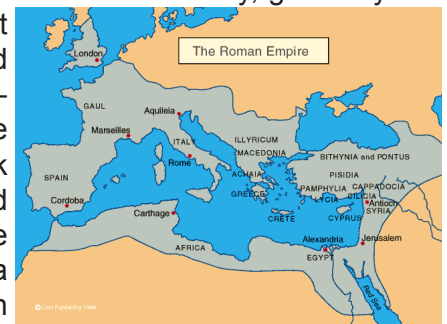 The Roman Empire
London
GAUL
Aquileia
Marseilles
ITALY
ILLYRICUM
MACEDONI
Rome
BITHYNIA and PONTUS
SPAIN
ACHAIA
PISIDIA
GREECE
PAMPHYLIA
CAPPADOCIA
LYCIA
CILICIA
Antioch
Cordoba
SYRIA
Carthage
CRETE
CYPRUS
AFRICA
Alexandria
Jerusalem
EGYPT
Red Sea
© Lion Publishing 1994